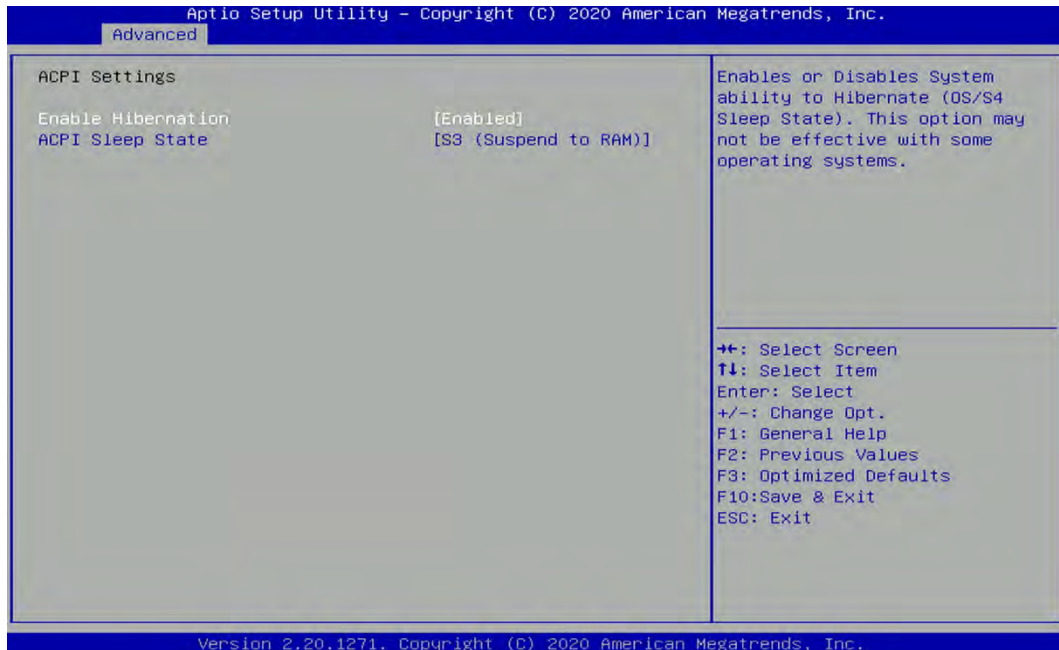 Aptio Setup Utility – Copyright (C) 2020 American Megatrends, Inc.
Advanced
ACPI Settings
Enable Hibernation [Enabled]
ACPI Sleep State [S3 (Suspend to RAM)]
Enables or Disables System
ability to Hibernate (OS/S4
Sleep State). This option may
not be effective with some
operating systems.
→←: Select Screen
↑↓: Select Item
Enter: Select
+/-: Change Opt.
F1: General Help
F2: Previous Values
F3: Optimized Defaults
F10:Save & Exit
ESC: Exit
Version 2.20.1271. Copyright (C) 2020 American Megatrends, Inc.